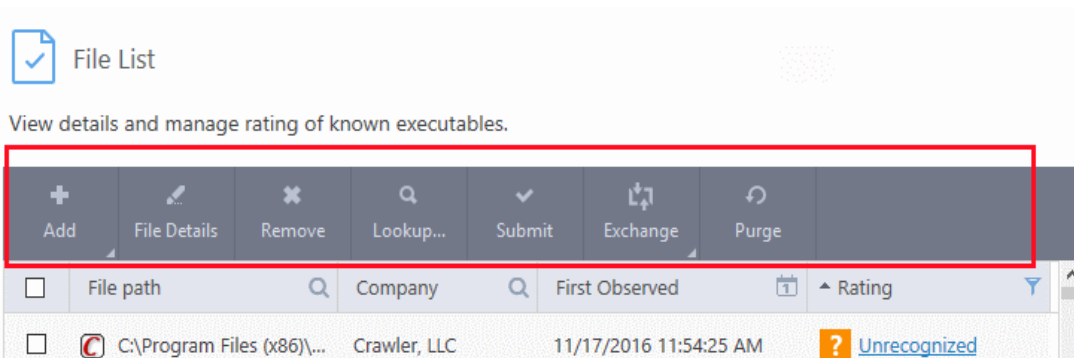 File List
View details and manage rating of known executables.
Add File Details Remove Lookup... Submit Exchange Purge
File path Company First Observed 1 Rating
C C:\Program Files (x86)\... Crawler, LLC 11/17/2016 11:54:25 AM ? Unrecognized